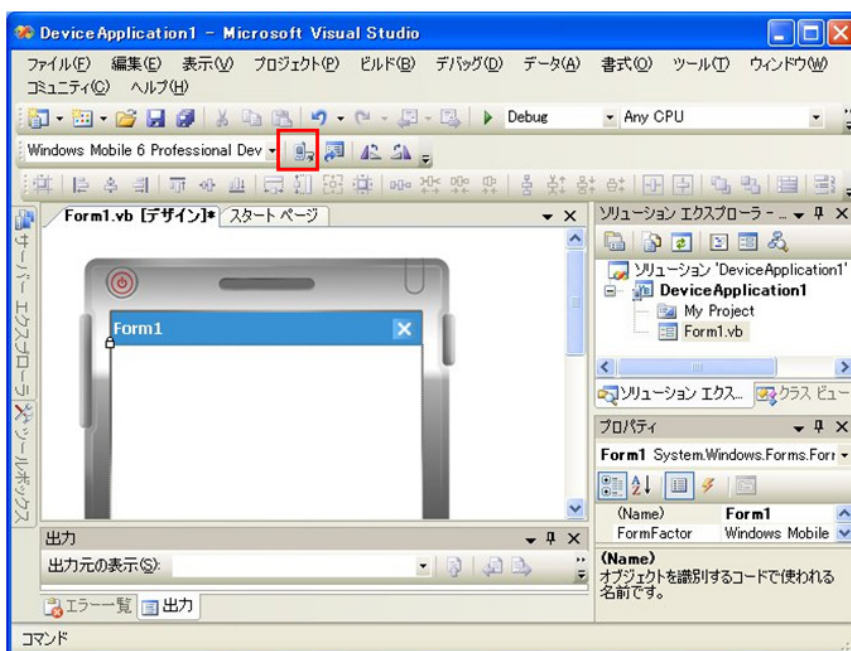 DeviceApplication1 - Microsoft Visual Studio
ファイル(F) 編集(E) 表示(V) プロジェクト(P) ビルド(B) デバッグ(D) データ(A) 書式(O) ツール(T) ウィンドウ(W)
コミュニティ(C) ヘルプ(H)
Debug Any CPU
Windows Mobile 6 Professional Dev
Form1.vb [デザイン]* スタート ページ
サーバー エクスプローラ
ツールボックス
Form1
出力
出力元の表示(S):
エラー一覧 出力
コマンド
ソリューション エクスプローラ - ...
ソリューション 'DeviceApplication1'
DeviceApplication1
My Project
Form1.vb
ソリューション エクス... クラス ビュー
プロパティ
Form1 System.Windows.Forms.For
(Name) Form1
FormFactor Windows Mobile
(Name)
オブジェクトを識別するコードで使われる
名前です。